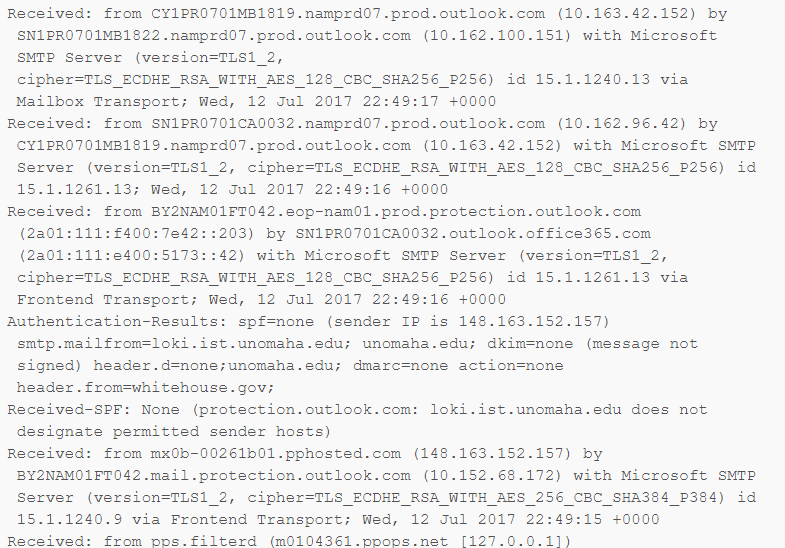 Received: from CY1PR0701MB1819.namprd07.prod.outlook.com (10.163.42.152) by
SN1PR0701MB1822.namprd07.prod.outlook.com (10.162.100.151) with Microsoft
SMTP Server (version=TLS1_2,
cipher=TLS_ECDHE_RSA_WITH_AES_128_CBC_SHA256_P256) id 15.1.1240.13 via
Mailbox Transport; Wed, 12 Jul 2017 22:49:17 +0000
Received: from SN1PR0701CA0032.namprd07.prod.outlook.com (10.162.96.42) by
CY1PR0701MB1819.namprd07.prod.outlook.com (10.163.42.152) with Microsoft SMTP
Server (version=TLS1_2, cipher=TLS_ECDHE_RSA_WITH_AES_128_CBC_SHA256_P256) id
15.1.1261.13; Wed, 12 Jul 2017 22:49:16 +0000
Received: from BY2NAM01FT042.eop-nam01.prod.protection.outlook.com
(2a01:111:f400:7e42::203) by SN1PR0701CA0032.outlook.office365.com
(2a01:111:e400:5173::42) with Microsoft SMTP Server (version=TLS1_2,
cipher=TLS_ECDHE_RSA_WITH_AES_128_CBC_SHA256_P256) id 15.1.1261.13 via
Frontend Transport; Wed, 12 Jul 2017 22:49:16 +0000
Authentication-Results: spf=none (sender IP is 148.163.152.157)
smtp.mailfrom=loki.ist.unomaha.edu; unomaha.edu; dkim=none (message not
signed) header.d=none;unomaha.edu; dmarc=none action=none
header.from=whitehouse.gov;
Received-SPF: None (protection.outlook.com: loki.ist.unomaha.edu does not
designate permitted sender hosts)
Received: from mx0b-00261b01.pphosted.com (148.163.152.157) by
BY2NAM01FT042.mail.protection.outlook.com (10.152.68.172) with Microsoft SMTP
Server (version=TLS1_2, cipher=TLS_ECDHE_RSA_WITH_AES_256_CBC_SHA384_P384) id
15.1.1240.9 via Frontend Transport; Wed, 12 Jul 2017 22:49:15 +0000
Received: from pps.filterd (m0104361.ppops.net [127.0.0.1])